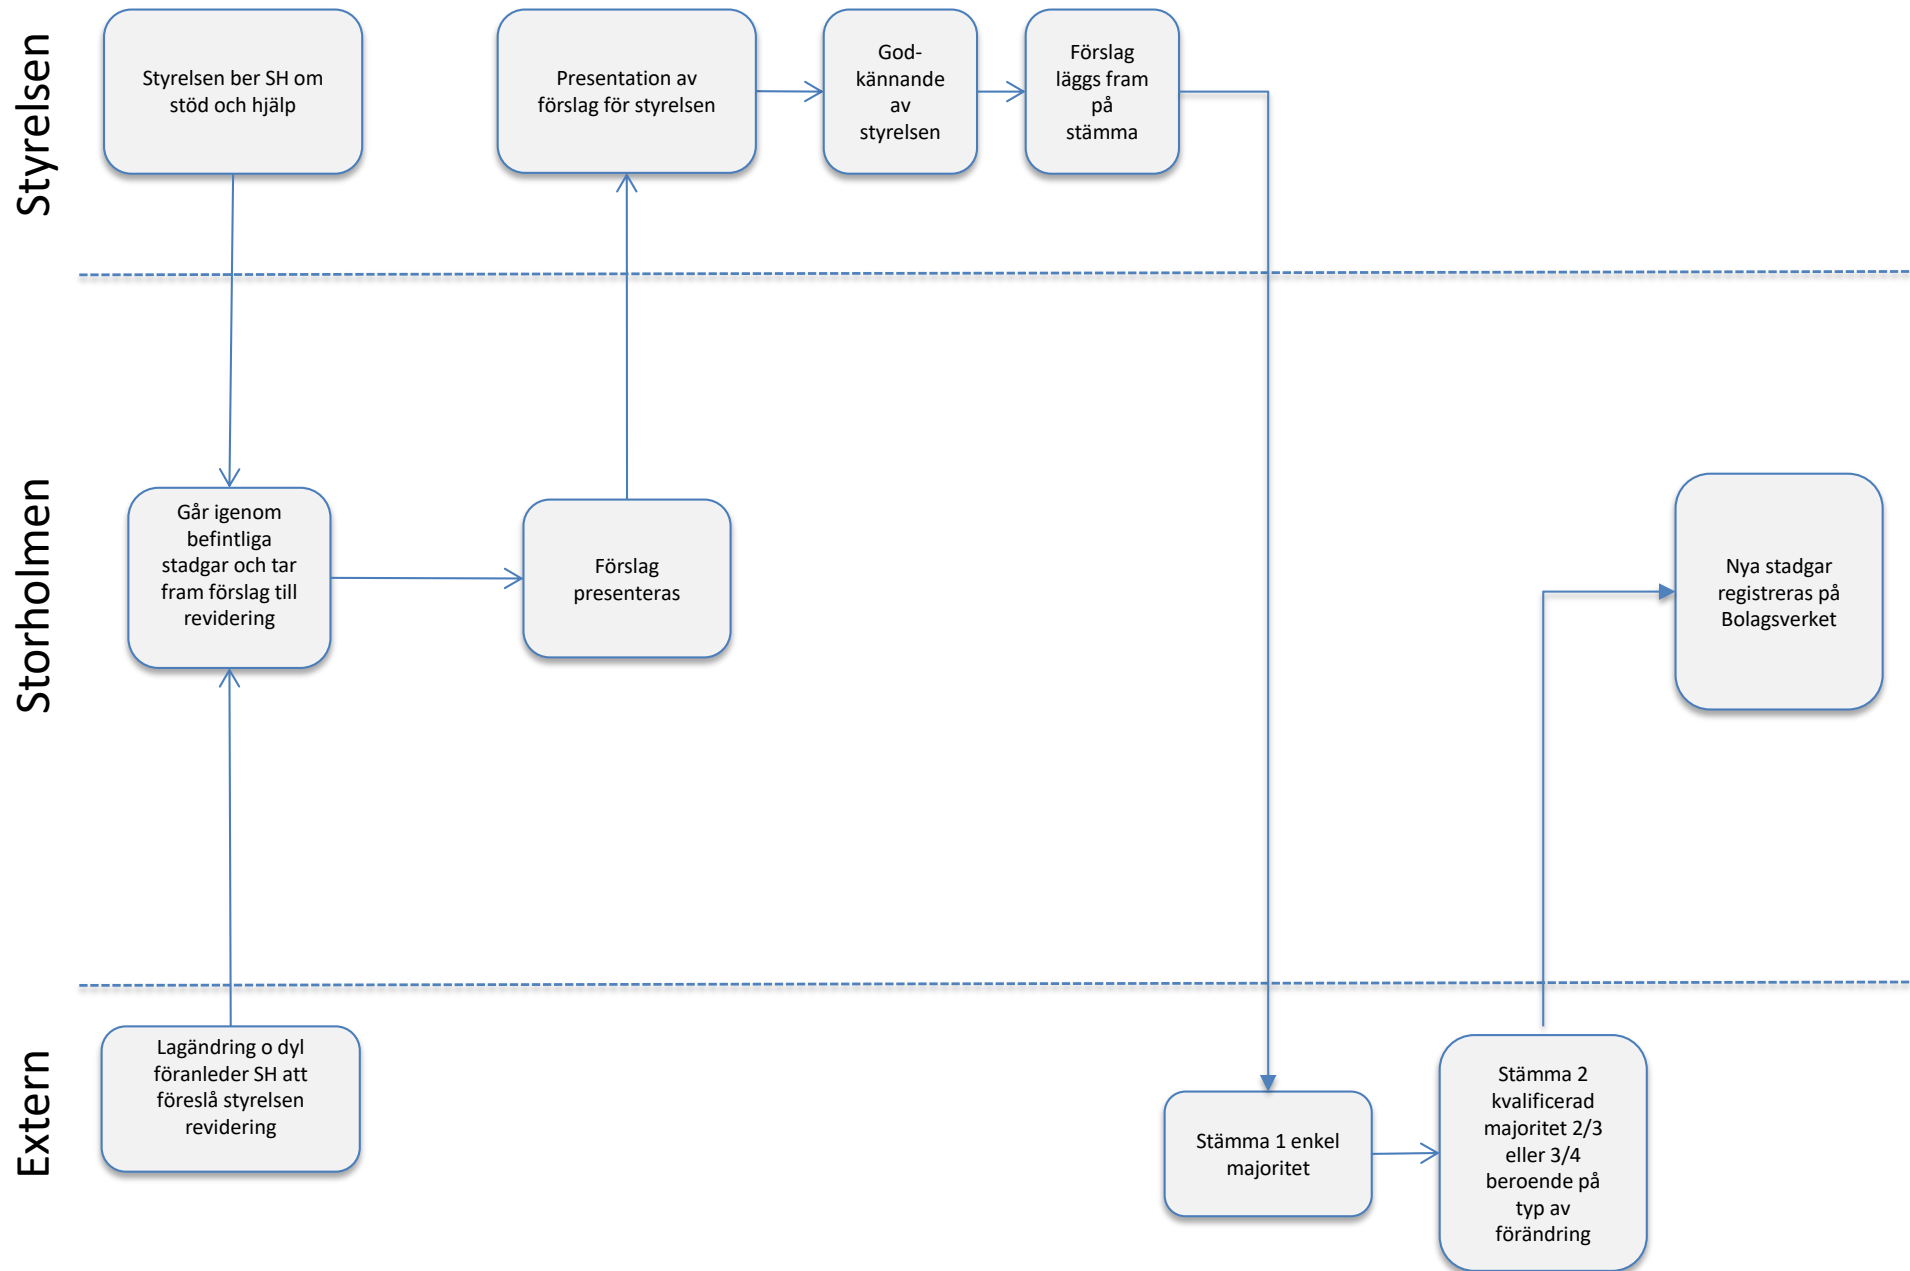 Styrelsen
Styrelsen ber SH om
stöd och hjälp
Presentation av
förslag för styrelsen
God-
kännande
av
styrelsen
Förslag
läggs fram
på
stämma
Storholmen
Går igenom
befintliga
stadgar och tar
fram förslag till
revidering
Förslag
presenteras
Nya stadgar
registreras på
Bolagsverket
Extern
Lagändring o dyl
föranleder SH att
föreslå styrelsen
revidering
Stämma 1 enkel
majoritet
Stämma 2
kvalificerad
majoritet 2/3
eller 3/4
beroende på
typ av
förändring